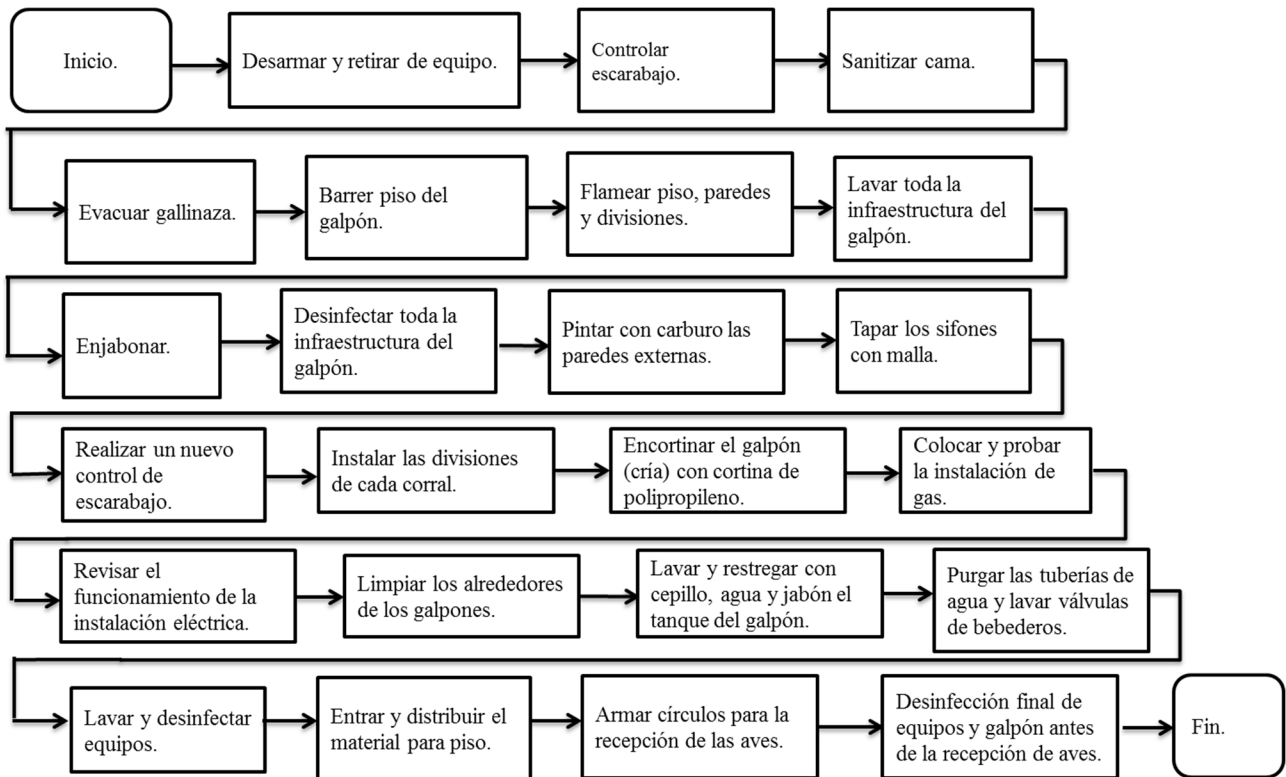 Inicio.
Desarmar y retirar de equipo.
Controlar
escarabajo.
Sanitizar cama.
Evacuar gallinaza.
Barrer piso del
galpón.
Flamear piso, paredes
y divisiones.
Lavar toda la
infraestructura del
galpón.
Enjabonar.
Desinfectar toda la
infraestructura del
galpón.
Pintar con carburo las
paredes externas.
Tapar los sifones
con malla.
Realizar un nuevo
control de
escarabajo.
Instalar las divisiones
de cada corral.
Encortinar el galpón
(cría) con cortina de
polipropileno.
Colocar y probar
la instalación de
gas.
Revisar el
funcionamiento de la
instalación eléctrica.
Limpiar los alrededores
de los galpones.
Lavar y restregar con
cepillo, agua y jabón el
tanque del galpón.
Purgar las tuberías de
agua y lavar válvulas
de bebederos.
Lavar y desinfectar
equipos.
Entrar y distribuir el
material para piso.
Armar círculos para la
recepción de las aves.
Desinfección final de
equipos y galpón antes
de la recepción de aves.
Fin.